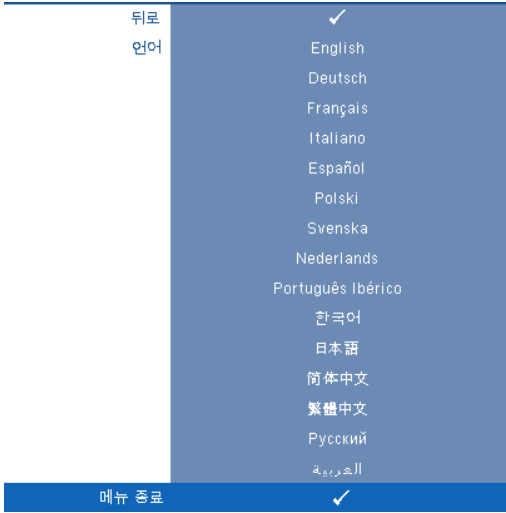 뒤로 ✓
언어 English
Deutsch
Français
Italiano
Español
Polski
Svenska
Nederlands
Português Ibérico
한국어
日本語
简体中文
繁體中文
Русский
العربية
메뉴 종료 ✓